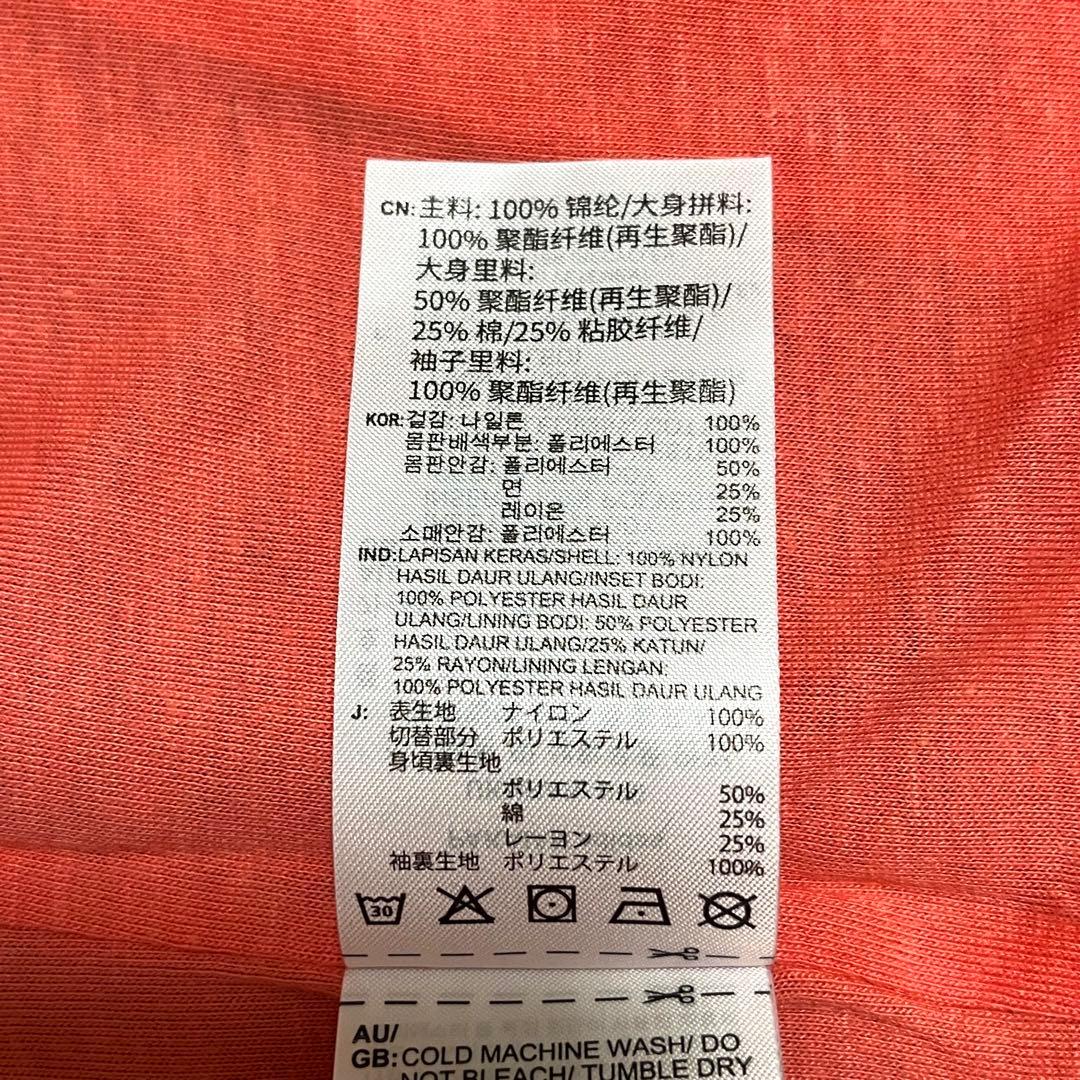 CN: 主料: 100% 锦纶/大身拼料:
100% 聚酯纤维(再生聚酯)/
大身里料:
50% 聚酯纤维(再生聚酯)/
25% 棉/25% 粘胶纤维/
袖子里料:
100% 聚酯纤维(再生聚酯)
KOR: 겉감: 나일론 100%
몸판배색부분: 폴리에스터 100%
몸판안감: 폴리에스터 50%
면 25%
레이온 25%
소매안감: 폴리에스터 100%
IND: LAPISAN KERAS/SHELL: 100% NYLON
HASIL DAUR ULANG/INSET BODI:
100% POLYESTER HASIL DAUR
ULANG/LINING BODI: 50% POLYESTER
HASIL DAUR ULANG/25% KATUN/
25% RAYON/LINING LENGAN:
100% POLYESTER HASIL DAUR ULANG
J: 表生地 ナイロン 100%
切替部分 ポリエステル 100%
身頃裏生地
ポリエステル 50%
綿 25%
レーヨン 25%
袖裏生地 ポリエステル 100%
30
AU/
GB: COLD MACHINE WASH/ DO
NOT BLEACH/ TUMBLE DRY